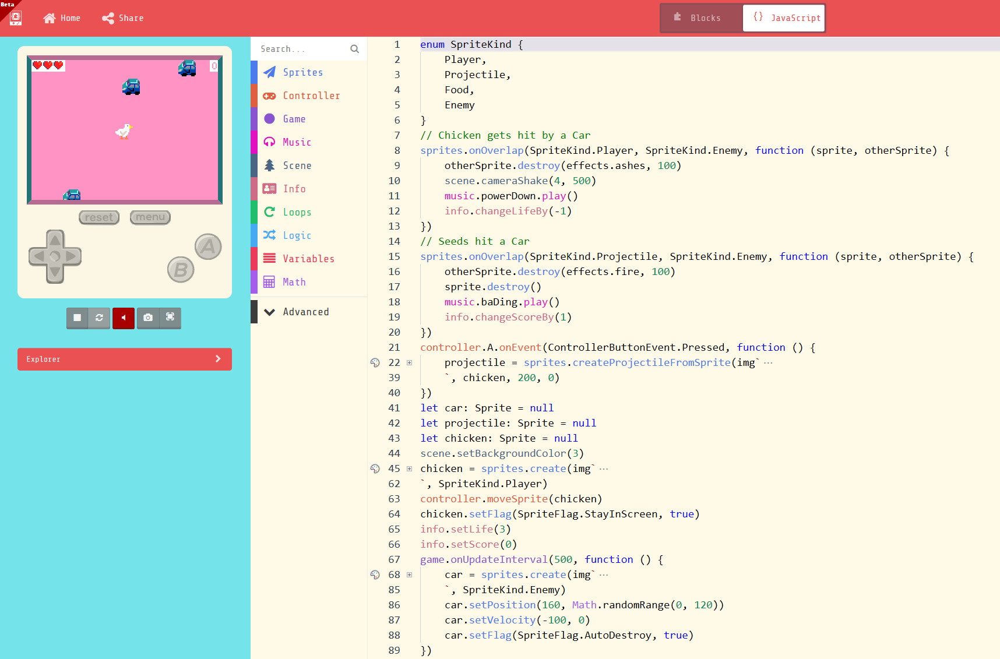 Beta
Home
Share
Blocks
{} JavaScript
0
reset
menu
A
B
Explorer
Search...
Sprites
Controller
Game
Music
Scene
Info
Loops
Logic
Variables
Math
Advanced
1 enum SpriteKind {
2     Player,
3     Projectile,
4     Food,
5     Enemy
6 }
7 // Chicken gets hit by a Car
8 sprites.onOverlap(SpriteKind.Player, SpriteKind.Enemy, function (sprite, otherSprite) {
9     otherSprite.destroy(effects.ashes, 100)
10     scene.cameraShake(4, 500)
11     music.powerDown.play()
12     info.changeLifeBy(-1)
13 })
14 // Seeds hit a Car
15 sprites.onOverlap(SpriteKind.Projectile, SpriteKind.Enemy, function (sprite, otherSprite) {
16     otherSprite.destroy(effects.fire, 100)
17     sprite.destroy()
18     music.baDing.play()
19     info.changeScoreBy(1)
20 })
21 controller.A.onEvent(ControllerButtonEvent.Pressed, function () {
22     projectile = sprites.createProjectileFromSprite(img` ...
39     `, chicken, 200, 0)
40 })
41 let car: Sprite = null
42 let projectile: Sprite = null
43 let chicken: Sprite = null
44 scene.setBackgroundColor(3)
45 chicken = sprites.create(img` ...
62 `, SpriteKind.Player)
63 controller.moveSprite(chicken)
64 chicken.setFlag(SpriteFlag.StayInScreen, true)
65 info.setLife(3)
66 info.setScore(0)
67 game.onUpdateInterval(500, function () {
68     car = sprites.create(img` ...
85     `, SpriteKind.Enemy)
86     car.setPosition(160, Math.randomRange(0, 120))
87     car.setVelocity(-100, 0)
88     car.setFlag(SpriteFlag.AutoDestroy, true)
89 })